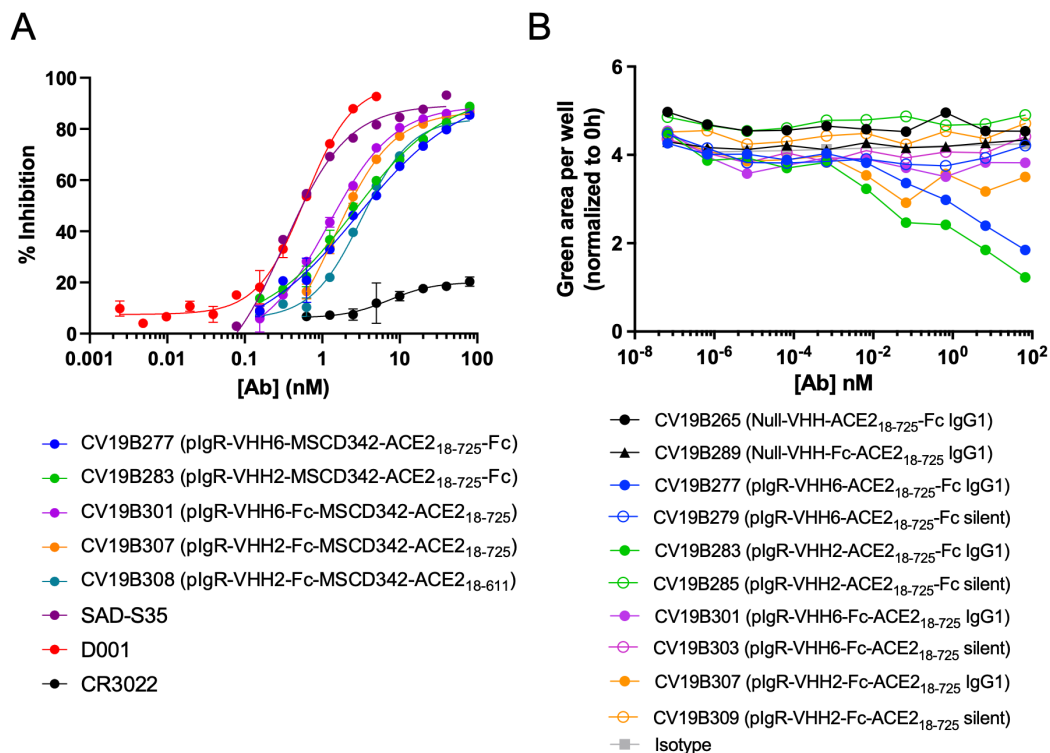 A
B
% Inhibition
100
80
60
40
20
0
0.001
0.01
0.1
1
10
100
[Ab] (nM)
Green area per well
(normalized to 0h)
6
4
2
0
10⁻⁸
10⁻⁶
10⁻⁴
10⁻²
10⁰
10²
[Ab] nM
CV19B277 (pIgR-VHH6-MSCD342-ACE2₁₈₋₇₂₅-Fc)
CV19B283 (pIgR-VHH2-MSCD342-ACE2₁₈₋₇₂₅-Fc)
CV19B301 (pIgR-VHH6-Fc-MSCD342-ACE2₁₈₋₇₂₅)
CV19B307 (pIgR-VHH2-Fc-MSCD342-ACE2₁₈₋₇₂₅)
CV19B308 (pIgR-VHH2-Fc-MSCD342-ACE2₁₈₋₆₁₁)
SAD-S35
D001
CR3022
CV19B265 (Null-VHH-ACE2₁₈₋₇₂₅-Fc IgG1)
CV19B289 (Null-VHH-Fc-ACE2₁₈₋₇₂₅ IgG1)
CV19B277 (pIgR-VHH6-ACE2₁₈₋₇₂₅-Fc IgG1)
CV19B279 (pIgR-VHH6-ACE2₁₈₋₇₂₅-Fc silent)
CV19B283 (pIgR-VHH2-ACE2₁₈₋₇₂₅-Fc IgG1)
CV19B285 (pIgR-VHH2-ACE2₁₈₋₇₂₅-Fc silent)
CV19B301 (pIgR-VHH6-Fc-ACE2₁₈₋₇₂₅ IgG1)
CV19B303 (pIgR-VHH6-Fc-ACE2₁₈₋₇₂₅ silent)
CV19B307 (pIgR-VHH2-Fc-ACE2₁₈₋₇₂₅ IgG1)
CV19B309 (pIgR-VHH2-Fc-ACE2₁₈₋₇₂₅ silent)
Isotype